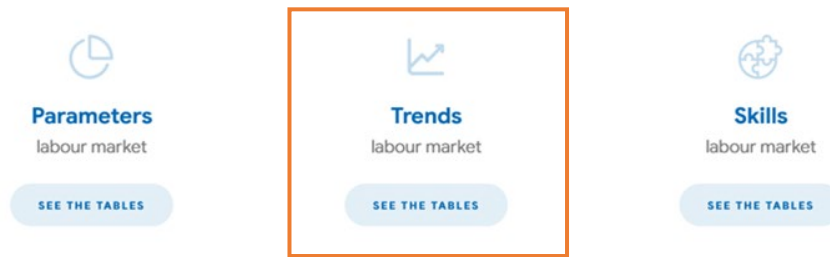 Parameters
labour market
SEE THE TABLES
Trends
labour market
SEE THE TABLES
Skills
labour market
SEE THE TABLES